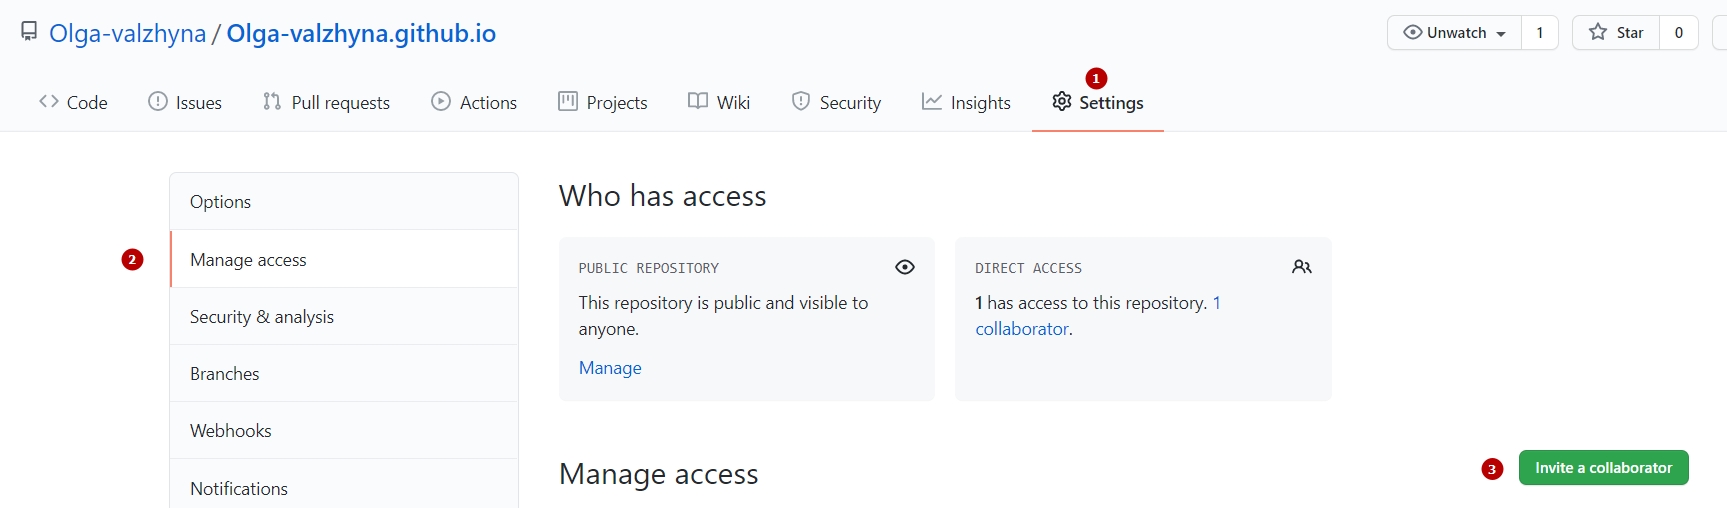 Olga-valzhyna / Olga-valzhyna.github.io
Unwatch 1 Star 0
1
Code Issues Pull requests Actions Projects Wiki Security Insights Settings
Options
2 Manage access
Security & analysis
Branches
Webhooks
Notifications
Who has access
PUBLIC REPOSITORY
This repository is public and visible to
anyone.
Manage
DIRECT ACCESS
1 has access to this repository. 1
collaborator.
Manage access
3 Invite a collaborator